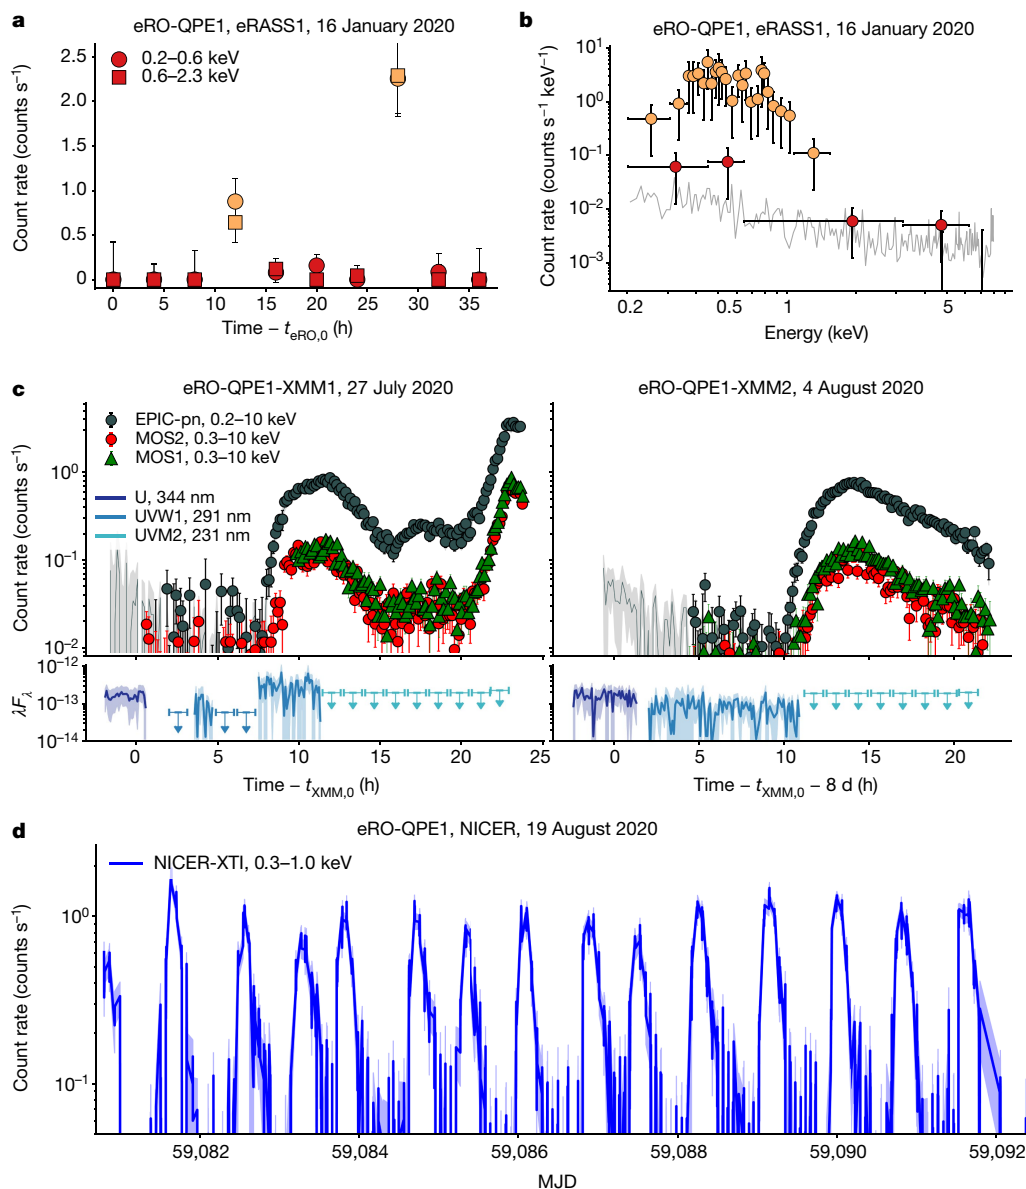 a
eRO-QPE1, eRASS1, 16 January 2020
0.2–0.6 keV
0.6–2.3 keV
Count rate (counts s⁻¹)
2.5
2.0
1.0
0.5
0
0 5 10 15 20 25 30 35
Time – t_eRO,0 (h)
b
eRO-QPE1, eRASS1, 16 January 2020
Count rate (counts s⁻¹ keV⁻¹)
10¹
10⁰
10⁻¹
10⁻²
10⁻³
0.2 0.5 1 5
Energy (keV)
c
eRO-QPE1-XMM1, 27 July 2020
EPIC-pn, 0.2–10 keV
MOS2, 0.3–10 keV
MOS1, 0.3–10 keV
U, 344 nm
UVW1, 291 nm
UVM2, 231 nm
Count rate (counts s⁻¹)
10⁰
10⁻¹
10⁻²
λF_λ
10⁻¹²
10⁻¹³
10⁻¹⁴
0 5 10 15 20 25
Time – t_XMM,0 (h)
eRO-QPE1-XMM2, 4 August 2020
0 5 10 15 20
Time – t_XMM,0 – 8 d (h)
d
eRO-QPE1, NICER, 19 August 2020
NICER-XTI, 0.3–1.0 keV
Count rate (counts s⁻¹)
10⁰
10⁻¹
59,082 59,084 59,086 59,088 59,090 59,092
MJD